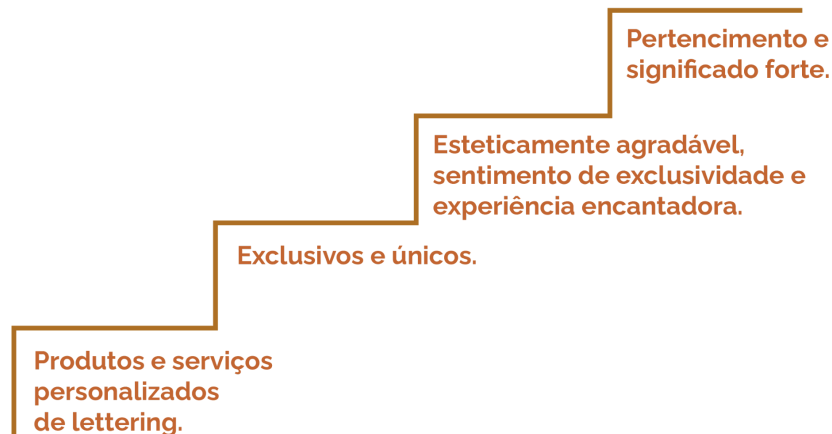 Pertencimento e
significado forte.
Esteticamente agradável,
sentimento de exclusividade e
experiência encantadora.
Exclusivos e únicos.
Produtos e serviços
personalizados
de lettering.